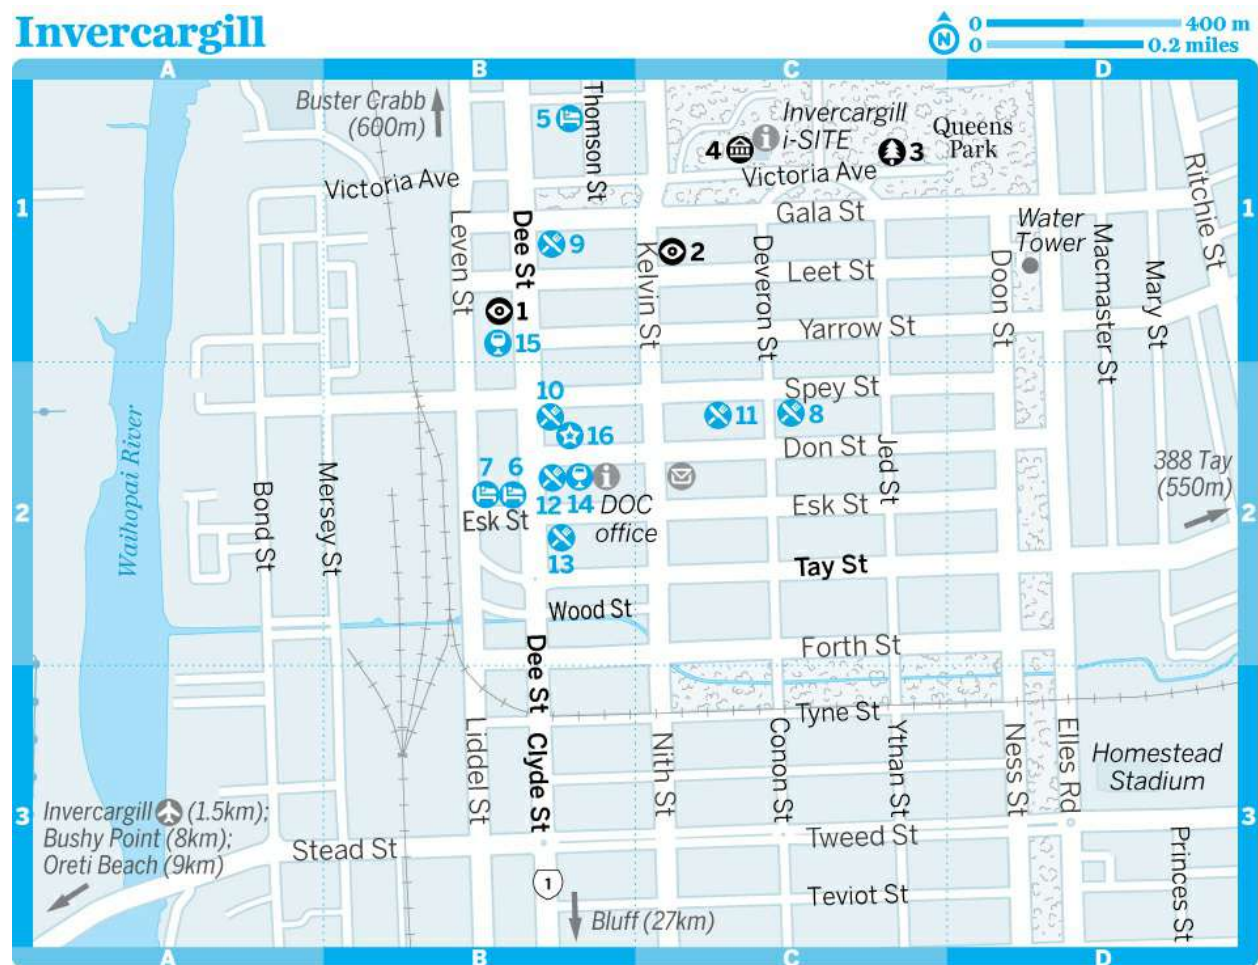 Invercargill
N
0 400 m
0 0.2 miles
A B C D
Buster Crabb
(600m)
5
Thomson St
Invercargill
i-SITE
4
3
Queens
Park
Victoria Ave
Victoria Ave
Ritchie St
1
1
Gala St
Leven St
Dee St
9
Kelvin St
2
Deveron St
Leet St
Doon St
Water
Tower
Macmaster St
Mary St
1
15
Yarrow St
10
16
Spey St
11
8
Don St
Jed St
388 Tay
(550m)
Waihopai River
Bond St
Mersey St
7 6
12 14
Esk St
DOC
office
Esk St
2
2
13
Tay St
Wood St
Forth St
Dee St
Tyne St
Liddel St
Clyde St
Nith St
Conon St
Ythan St
Ness St
Elles Rd
Homestead
Stadium
3
3
Invercargill (1.5km);
Bushy Point (8km);
Oreti Beach (9km)
Stead St
Tweed St
Princes St
1
Teviot St
Bluff (27km)
A B C D